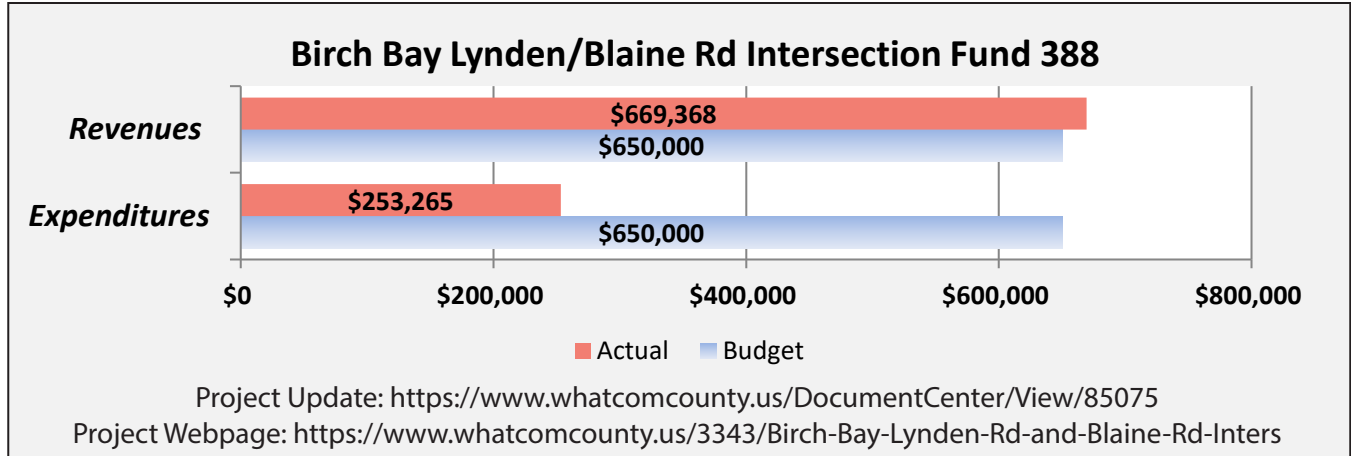 Birch Bay Lynden/Blaine Rd Intersection Fund 388
Revenues
$669,368
$650,000
Expenditures
$253,265
$650,000
$0 $200,000 $400,000 $600,000 $800,000
Actual Budget
Project Update: https://www.whatcomcounty.us/DocumentCenter/View/85075
Project Webpage: https://www.whatcomcounty.us/3343/Birch-Bay-Lynden-Rd-and-Blaine-Rd-Inters